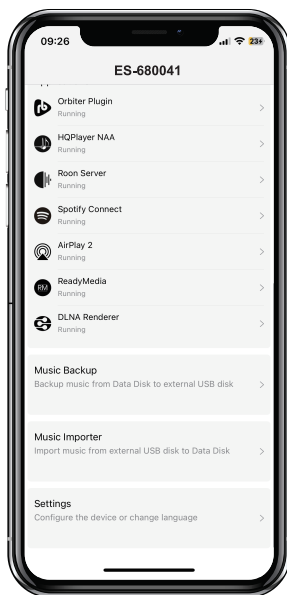 09:26
23+
ES-680041
Orbiter Plugin
Running
HQPlayer NAA
Running
Roon Server
Running
Spotify Connect
Running
AirPlay 2
Running
RM
ReadyMedia
Running
DLNA Renderer
Running
Music Backup
Backup music from Data Disk to external USB disk
Music Importer
Import music from external USB disk to Data Disk
Settings
Configure the device or change language